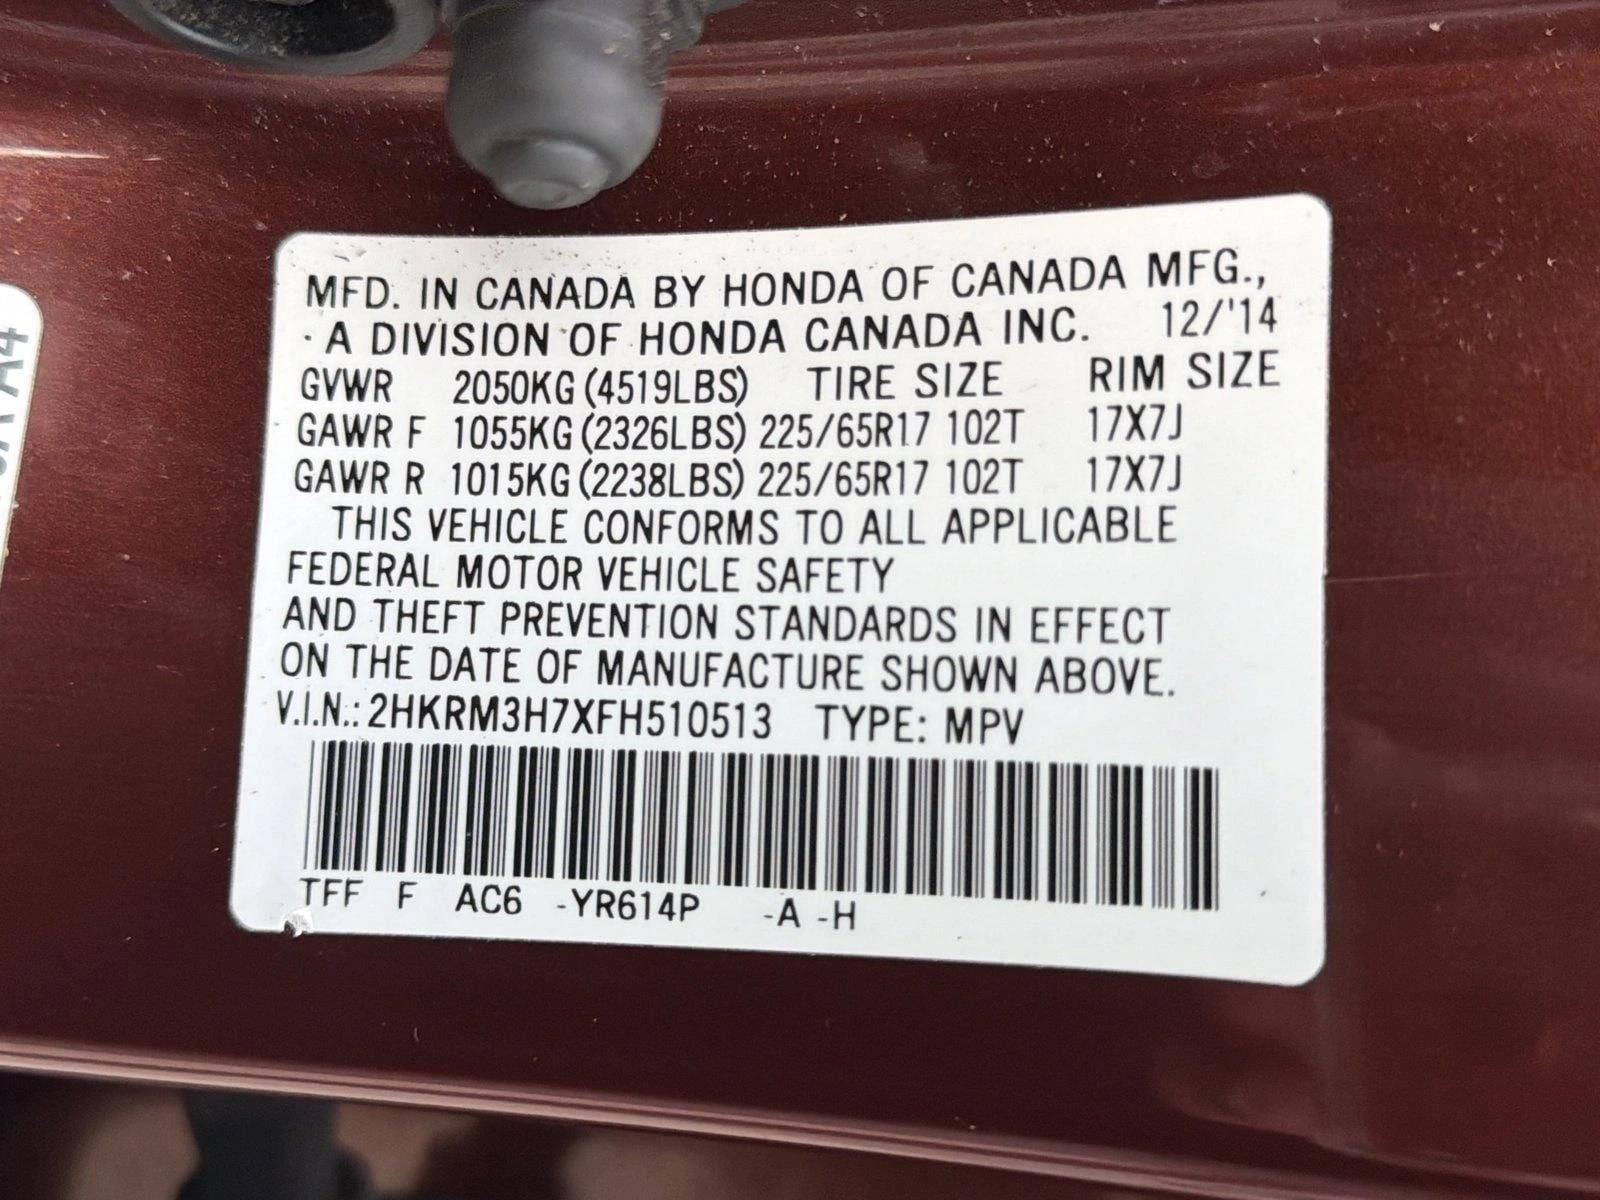 MFD. IN CANADA BY HONDA OF CANADA MFG.,
A DIVISION OF HONDA CANADA INC. 12/'14
GVWR 2050KG (4519LBS) TIRE SIZE RIM SIZE
GAWR F 1055KG (2326LBS) 225/65R17 102T 17X7J
GAWR R 1015KG (2238LBS) 225/65R17 102T 17X7J
THIS VEHICLE CONFORMS TO ALL APPLICABLE
FEDERAL MOTOR VEHICLE SAFETY
AND THEFT PREVENTION STANDARDS IN EFFECT
ON THE DATE OF MANUFACTURE SHOWN ABOVE.
V.I.N.: 2HKRM3H7XFH510513 TYPE: MPV
TFF F AC6 -YR614P -A -H
A4